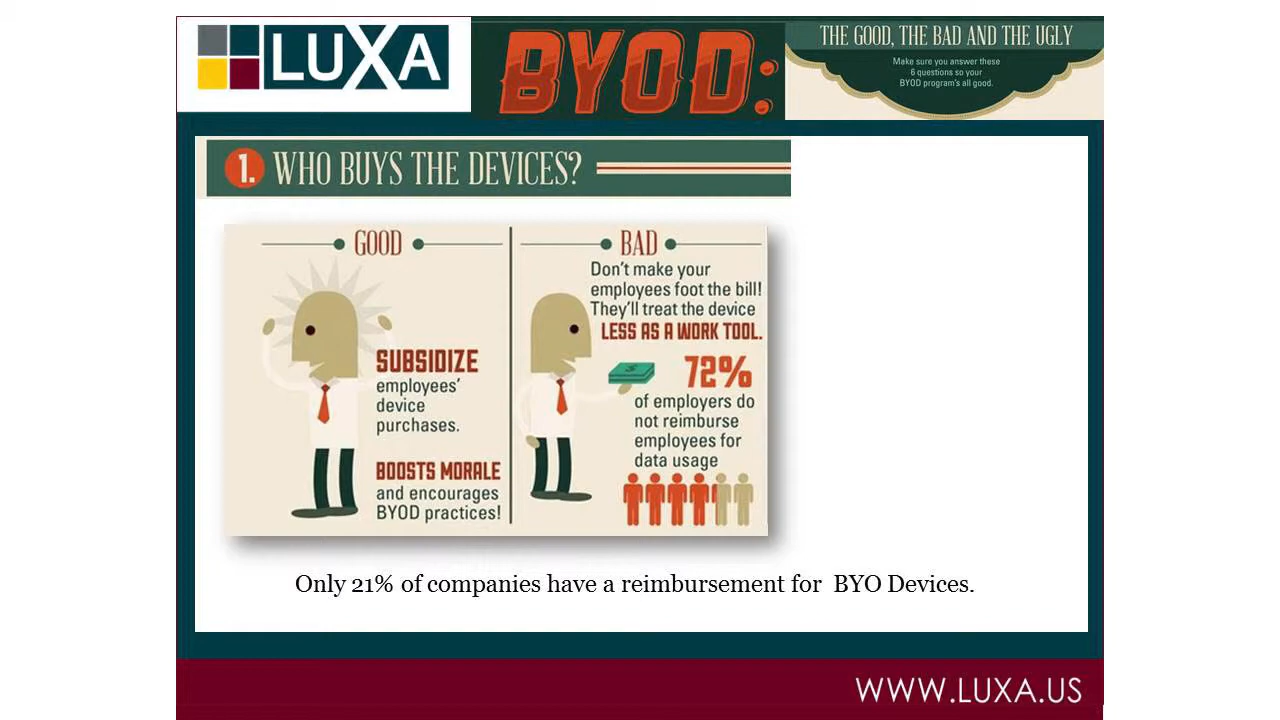 LUXA
BYOD:
THE GOOD, THE BAD AND THE UGLY
Make sure you answer these
6 questions so your
BYOD program's all good.
1. WHO BUYS THE DEVICES?
GOOD
SUBSIDIZE
employees'
device
purchases.
BOOSTS MORALE
and encourages
BYOD practices!
BAD
Don't make your
employees foot the bill!
They'll treat the device
LESS AS A WORK TOOL.
$
72%
of employers do
not reimburse
employees for
data usage
Only 21% of companies have a reimbursement for  BYO Devices.
WWW.LUXA.US